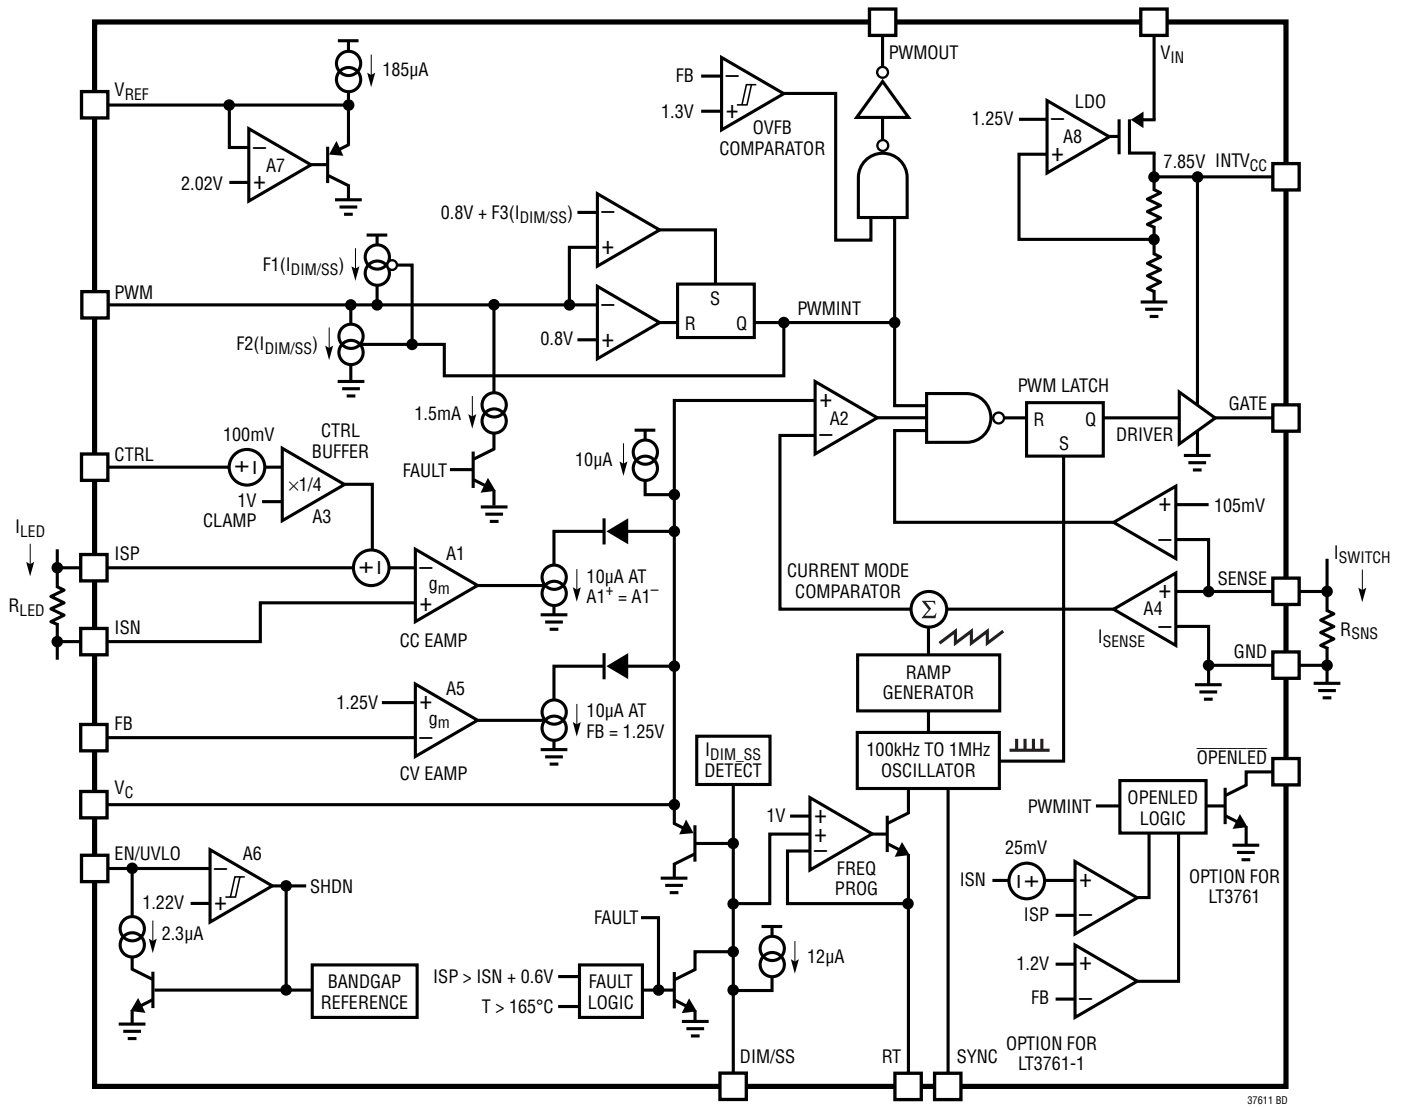 PWMOUT
V_IN
185µA
V_REF
FB
1.3V
OVFB
COMPARATOR
LDO
1.25V
A8
7.85V
INTV_CC
A7
2.02V
0.8V + F3(I_DIM/SS)
F1(I_DIM/SS)
PWM
S
R
Q
PWMINT
0.8V
F2(I_DIM/SS)
1.5mA
FAULT
PWM LATCH
A2
R
Q
S
DRIVER
GATE
CTRL
100mV
CTRL
BUFFER
×1/4
1V
CLAMP
A3
10µA
105mV
I_LED
ISP
A1
g_m
10µA AT
A1⁺ = A1⁻
R_LED
ISN
CC EAMP
CURRENT MODE
COMPARATOR
Σ
A4
I_SENSE
SENSE
I_SWITCH
R_SNS
GND
RAMP
GENERATOR
1.25V
A5
g_m
10µA AT
FB = 1.25V
FB
CV EAMP
I_DIM_SS
DETECT
100kHz TO 1MHz
OSCILLATOR
OPENLED
V_C
1V
FREQ
PROG
PWMINT
OPENLED
LOGIC
OPTION FOR
LT3761
EN/UVLO
A6
SHDN
1.22V
2.3µA
25mV
ISN
ISP
FAULT
12µA
ISP > ISN + 0.6V
T > 165°C
FAULT
LOGIC
1.2V
FB
BANDGAP
REFERENCE
OPTION FOR
LT3761-1
DIM/SS
RT
SYNC
37611 BD